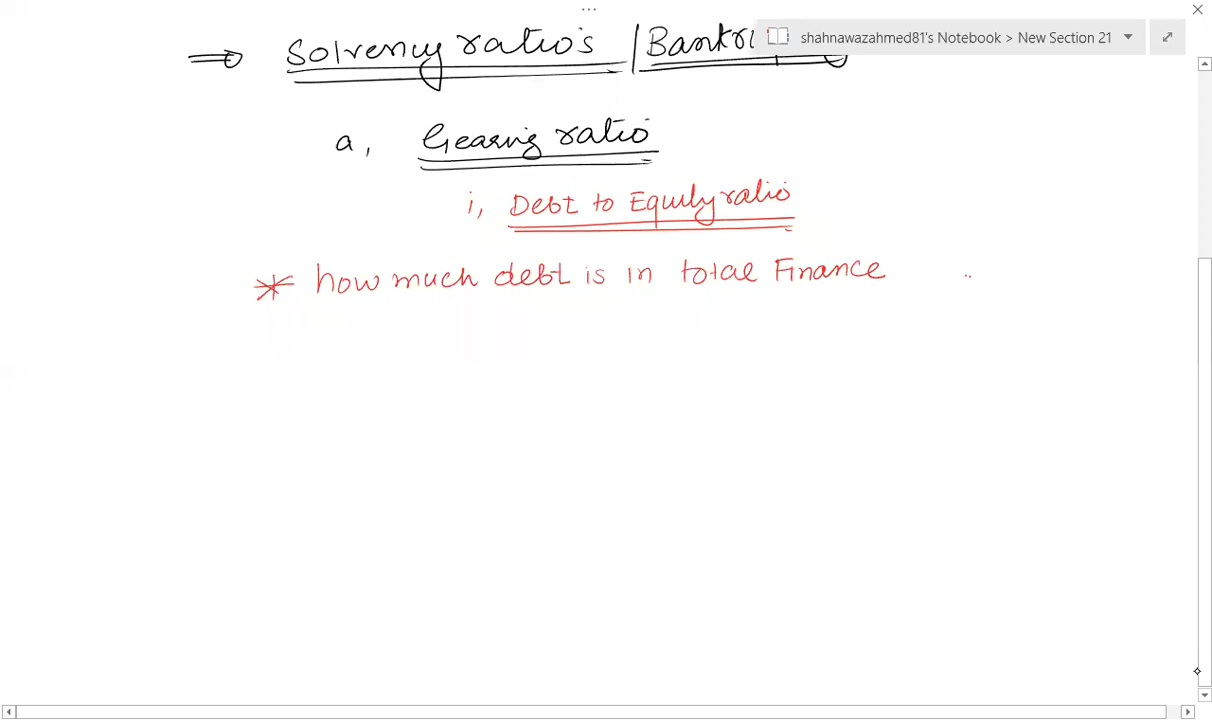 ⇒ Solvency ratio's |
shahnawazahmed81's Notebook > New Section 21
a, Gearing ratio
i, Debt to Equity ratio
* how much debt is in total Finance